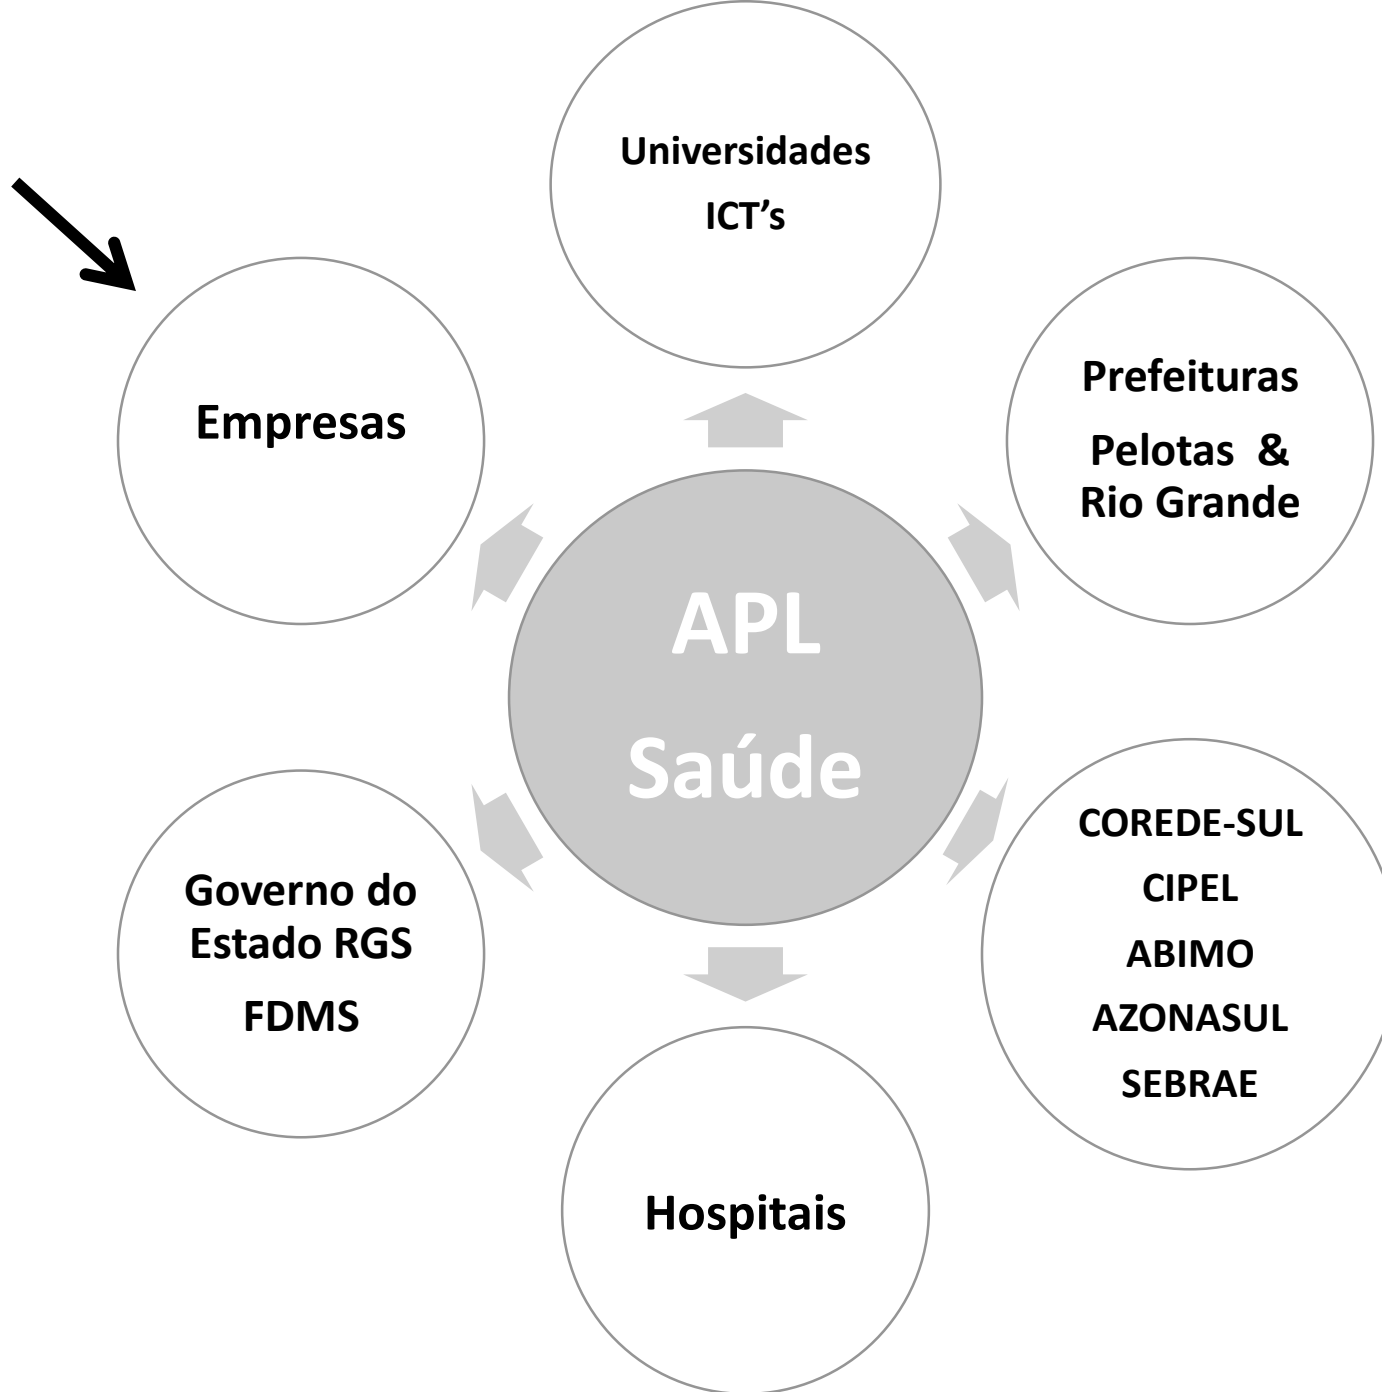 Universidades
ICT’s
Empresas
Prefeituras
Pelotas & 
Rio Grande
APL
Saúde
Governo do
Estado RGS
FDMS
COREDE-SUL
CIPEL
ABIMO
AZONASUL
SEBRAE
Hospitais